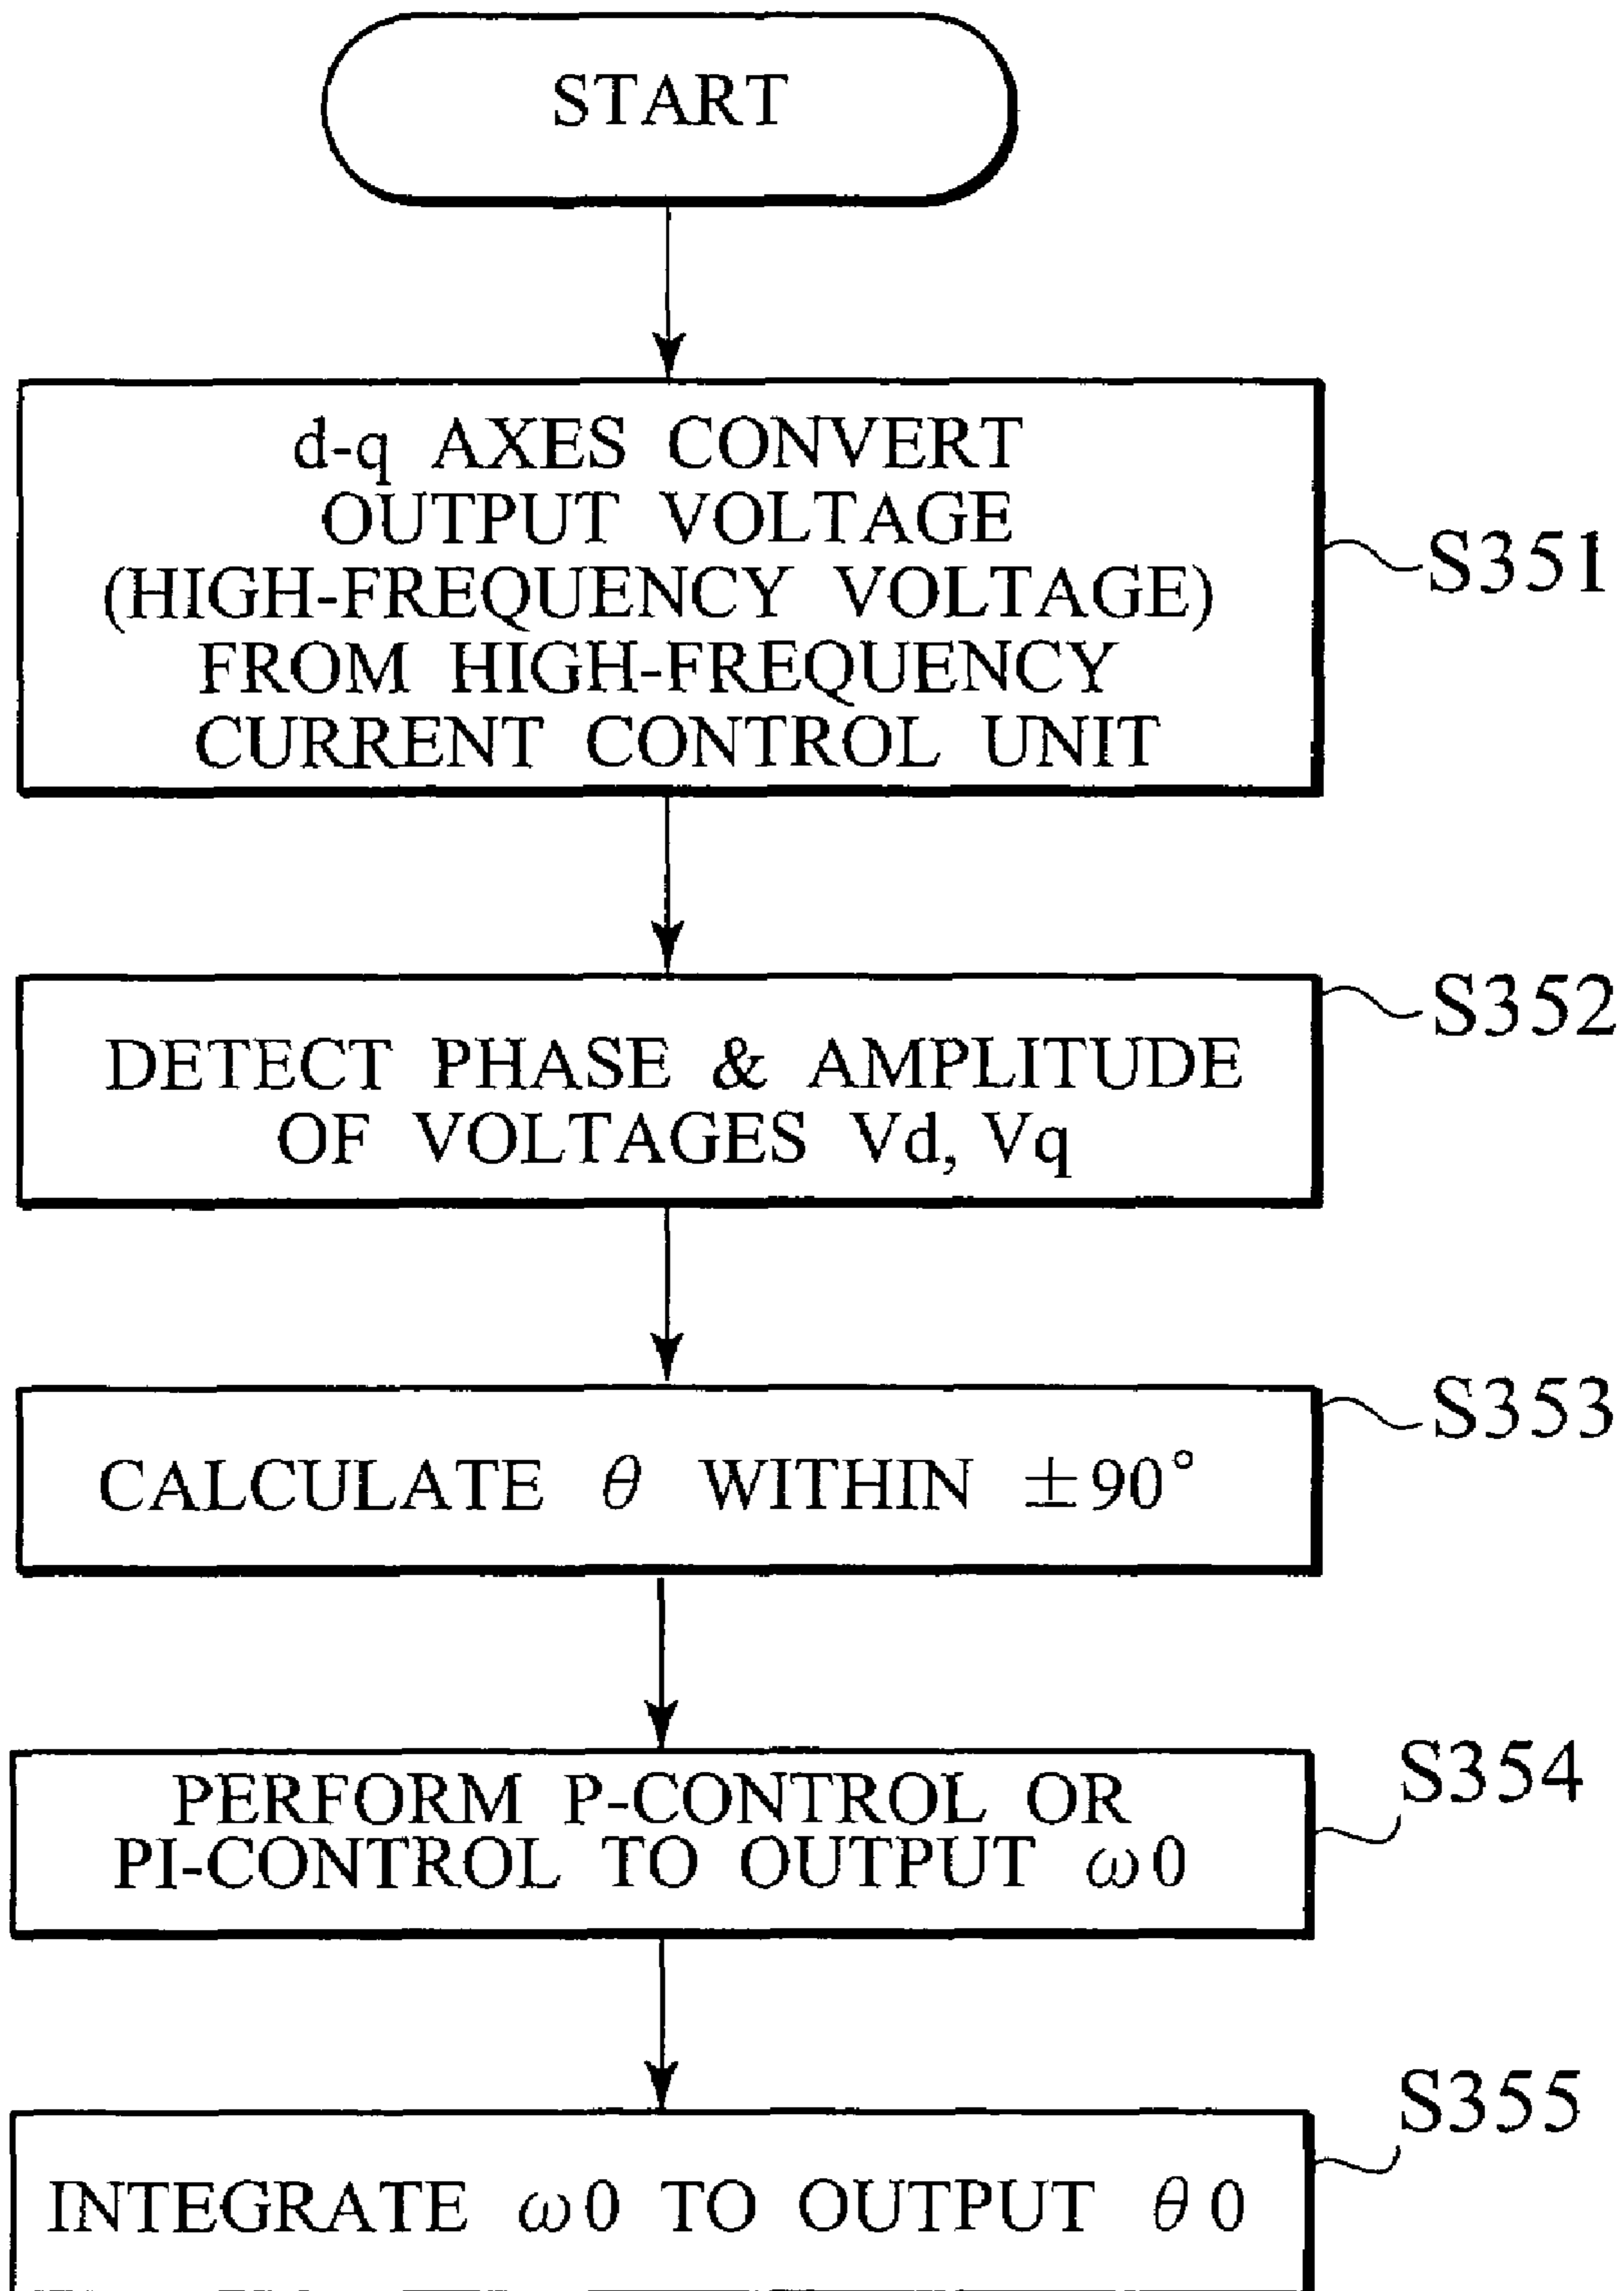 START
d-q AXES CONVERT
OUTPUT VOLTAGE
(HIGH-FREQUENCY VOLTAGE)
FROM HIGH-FREQUENCY
CURRENT CONTROL UNIT
S351
DETECT PHASE & AMPLITUDE
OF VOLTAGES Vd, Vq
S352
CALCULATE θ WITHIN ±90°
S353
PERFORM P-CONTROL OR
PI-CONTROL TO OUTPUT ω0
S354
INTEGRATE ω0 TO OUTPUT θ0
S355